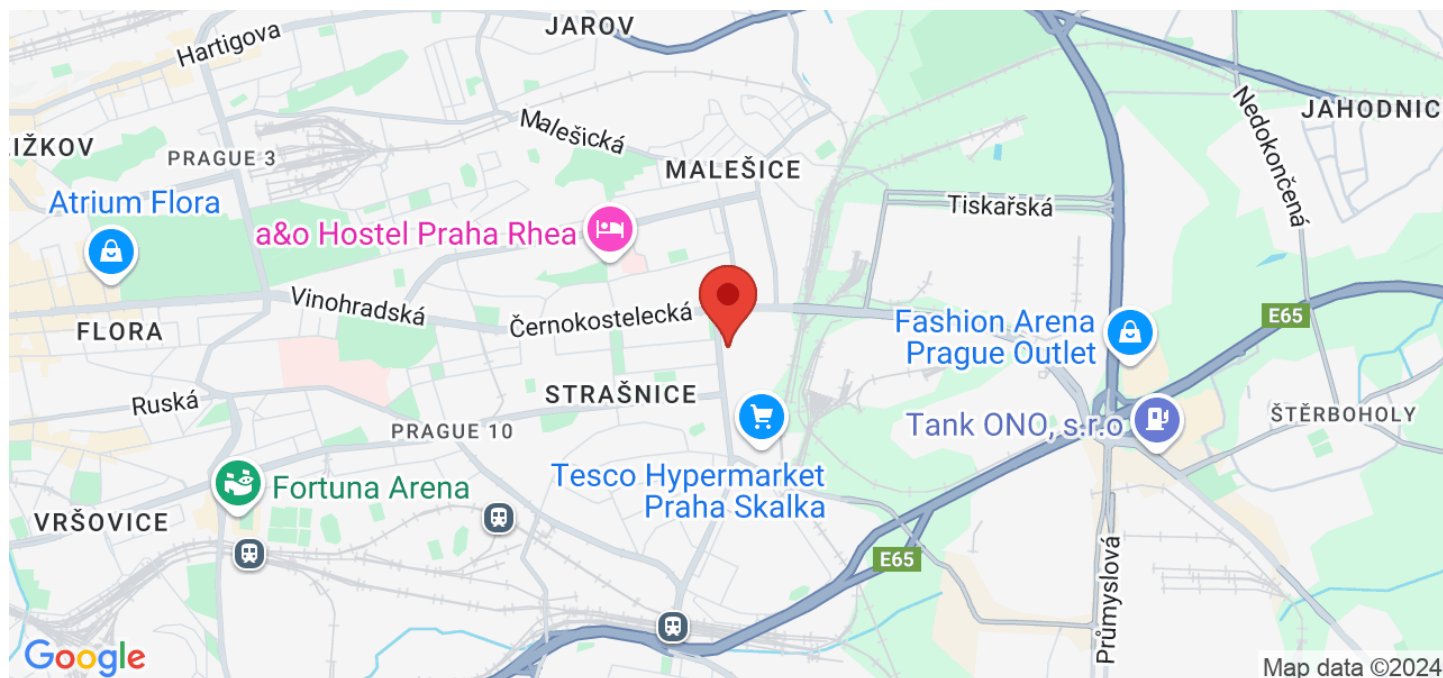 JAROV
Hartigova
Nedokončená
JAHODNIC
Malešická
IŽKOV
PRAGUE 3
MALEŠICE
Atrium Flora
Tiskařská
a&o Hostel Praha Rhea
Vinohradská
Černokostelecká
FLORA
E65
Fashion Arena
Prague Outlet
STRAŠNICE
Ruská
PRAGUE 10
Tank ONO, s.r.o
ŠTĚRBOHOLY
Tesco Hypermarket
Praha Skalka
Fortuna Arena
VRŠOVICE
E65
Průmyslová
Google
Map data ©2024